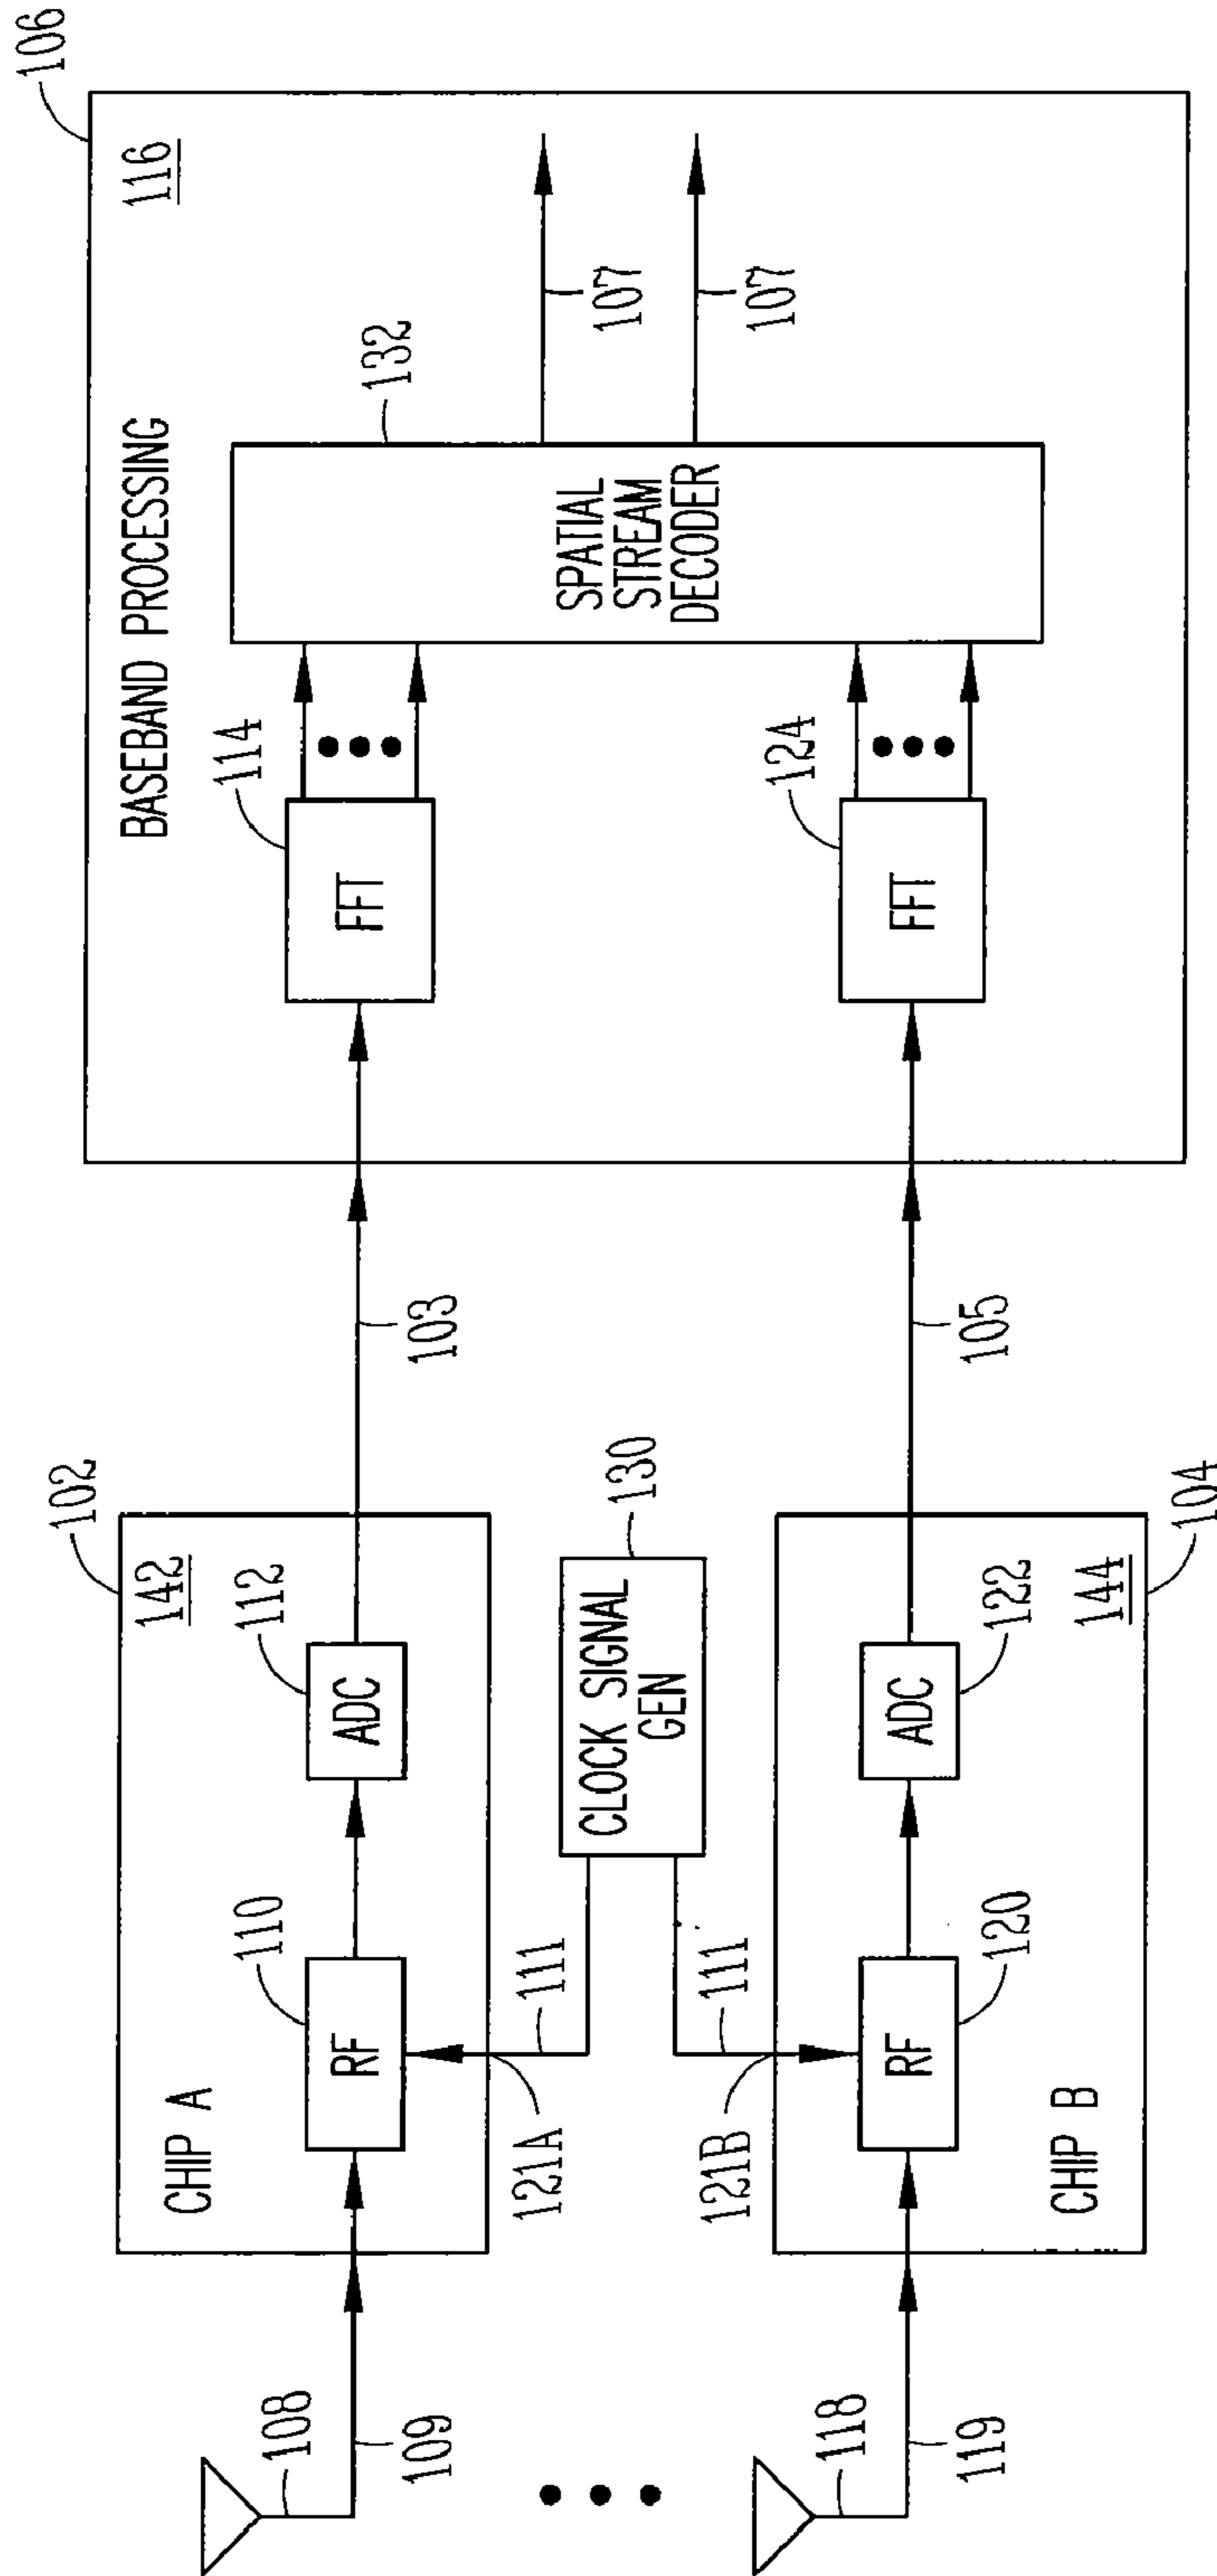 106
116
BASEBAND PROCESSING
132
SPATIAL
STREAM
DECODER
107
107
114
FFT
124
FFT
103
105
102
142
CHIP A
110
RF
112
ADC
130
CLOCK SIGNAL
GEN
111
111
121A
121B
104
144
CHIP B
120
RF
122
ADC
108
109
118
119